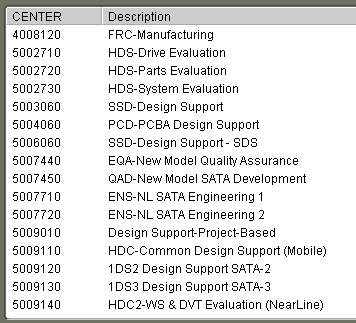 CENTER Description
4008120 FRC-Manufacturing
5002710 HDS-Drive Evaluation
5002720 HDS-Parts Evaluation
5002730 HDS-System Evaluation
5003060 SSD-Design Support
5004060 PCD-PCBA Design Support
5006060 SSD-Design Support - SDS
5007440 EQA-New Model Quality Assurance
5007450 QAD-New Model SATA Development
5007710 ENS-NL SATA Engineering 1
5007720 ENS-NL SATA Engineering 2
5009010 Design Support-Project-Based
5009110 HDC-Common Design Support (Mobile)
5009120 1DS2 Design Support SATA-2
5009130 1DS3 Design Support SATA-3
5009140 HDC2-WS & DVT Evaluation (NearLine)